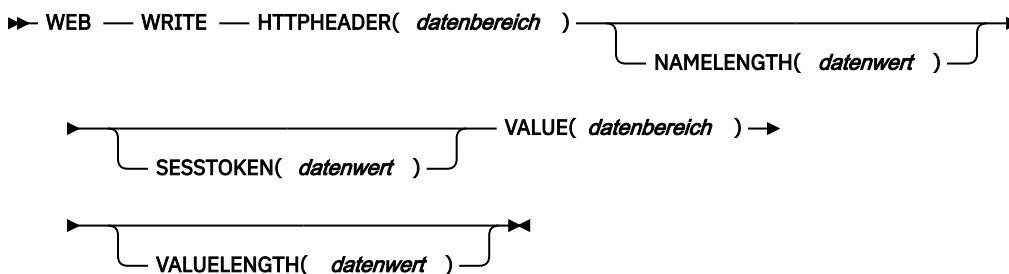 WEB WRITE HTTPHEADER( datenbereich )
NAMELENGTH( datenwert )
VALUE( datenbereich )
SESSTOKEN( datenwert )
VALUELENGTH( datenwert )